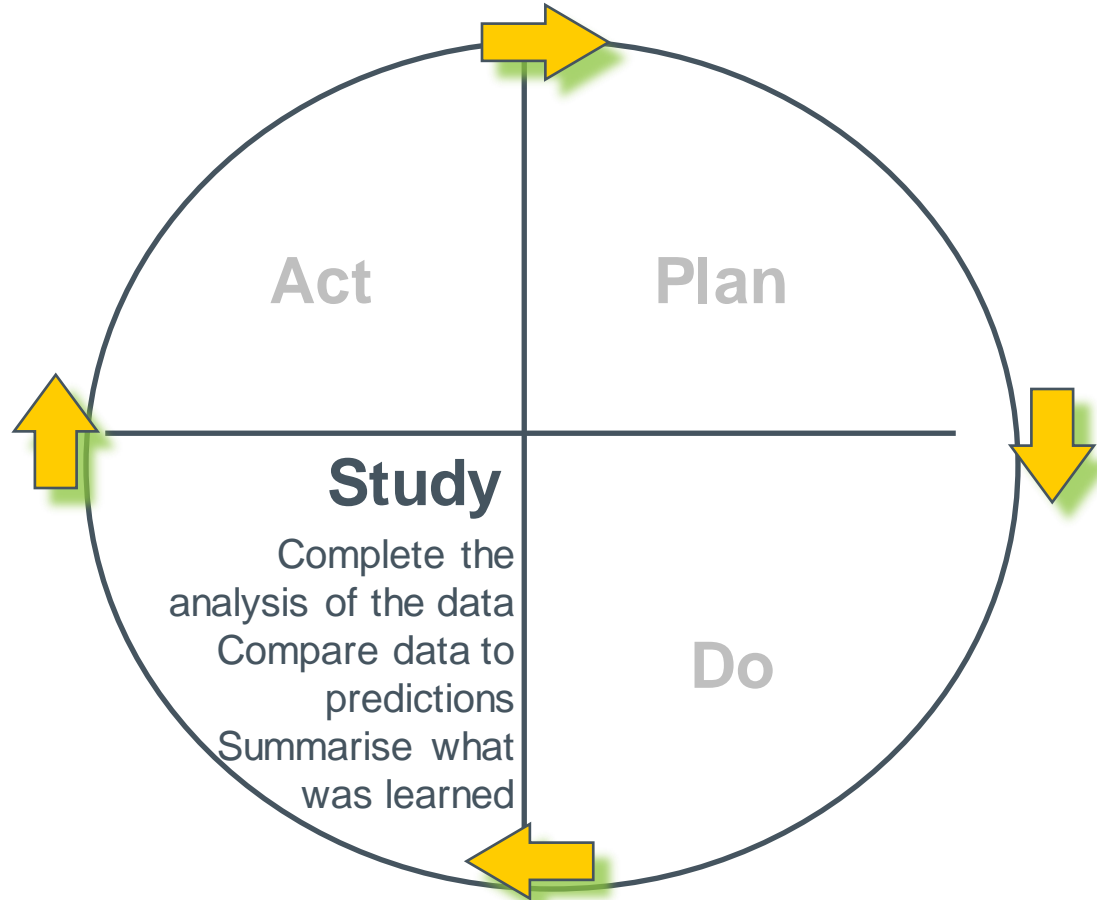 Act
Plan
Study
Complete the
analysis of the data
Compare data to
predictions
Summarise what
was learned
Do